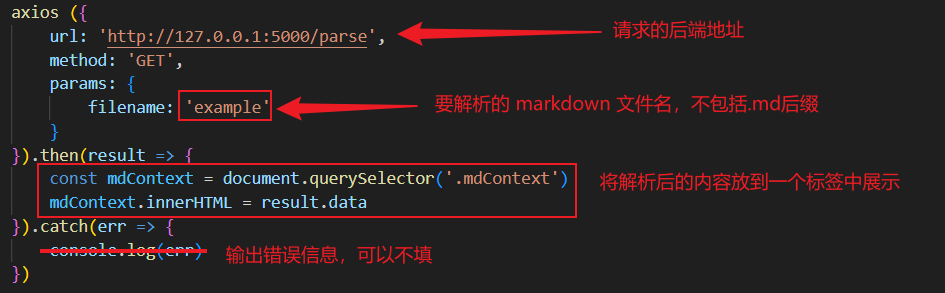 axios ({
url: 'http://127.0.0.1:5000/parse', 请求的后端地址
method: 'GET',
params: {
filename: 'example' 要解析的 markdown 文件名，不包括.md后缀
}
}).then(result => {
const mdContext = document.querySelector('.mdContext') 将解析后的内容放到一个标签中展示
mdContext.innerHTML = result.data
}).catch(err => {
console.log(err) 输出错误信息，可以不填
})